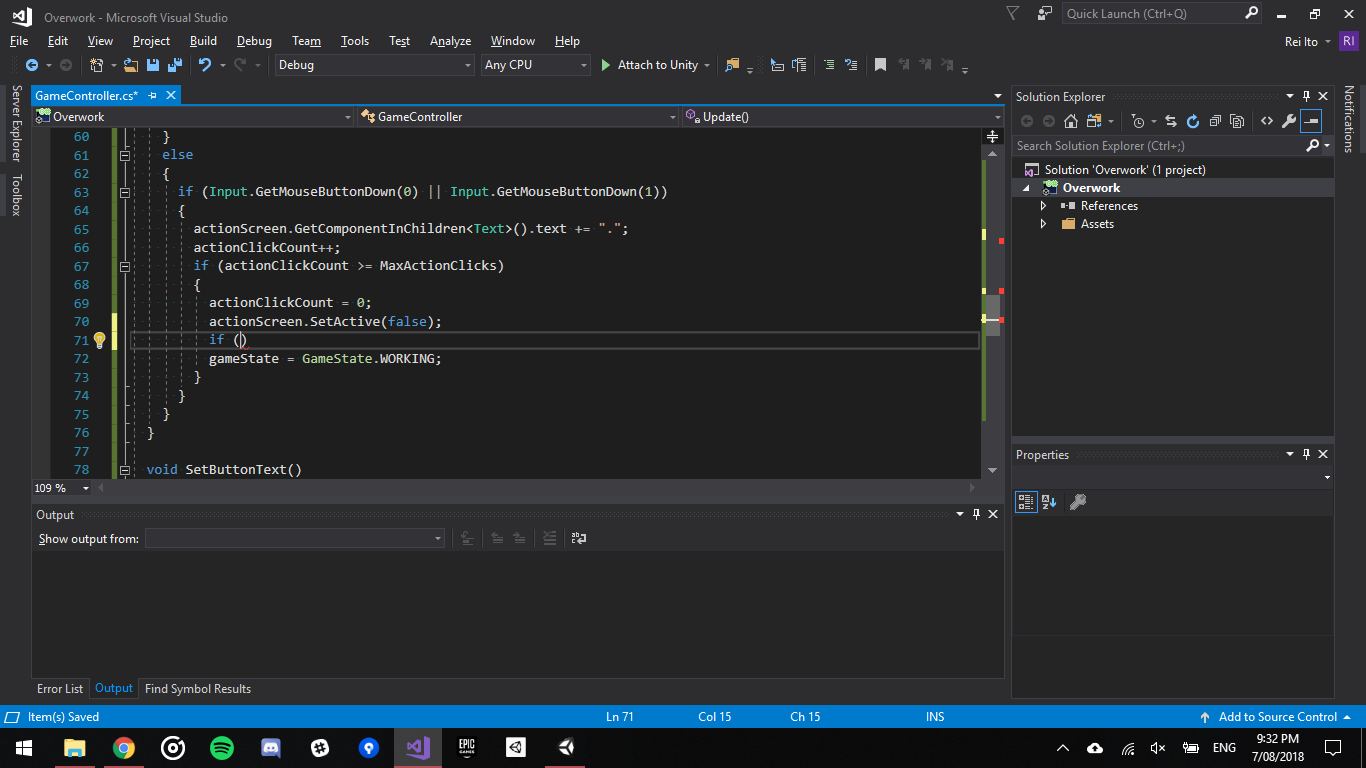 Overwork - Microsoft Visual Studio
Quick Launch (Ctrl+Q)
File Edit View Project Build Debug Team Tools Test Analyze Window Help
Rei Ito RI
Debug Any CPU Attach to Unity
Server Explorer
Toolbox
GameController.cs*
Overwork GameController Update()
60 }
61 else
62 {
63 if (Input.GetMouseButtonDown(0) || Input.GetMouseButtonDown(1))
64 {
65 actionScreen.GetComponentInChildren<Text>().text += ".";
66 actionClickCount++;
67 if (actionClickCount >= MaxActionClicks)
68 {
69 actionClickCount = 0;
70 actionScreen.SetActive(false);
71 if ()
72 gameState = GameState.WORKING;
73 }
74 }
75 }
76 }
77
78 void SetButtonText()
109 %
Output
Show output from:
Error List Output Find Symbol Results
Solution Explorer
Search Solution Explorer (Ctrl+;)
Solution 'Overwork' (1 project)
Overwork
References
Assets
Properties
Notifications
Item(s) Saved Ln 71 Col 15 Ch 15 INS Add to Source Control
EPIC GAMES
ENG
9:32 PM
7/08/2018